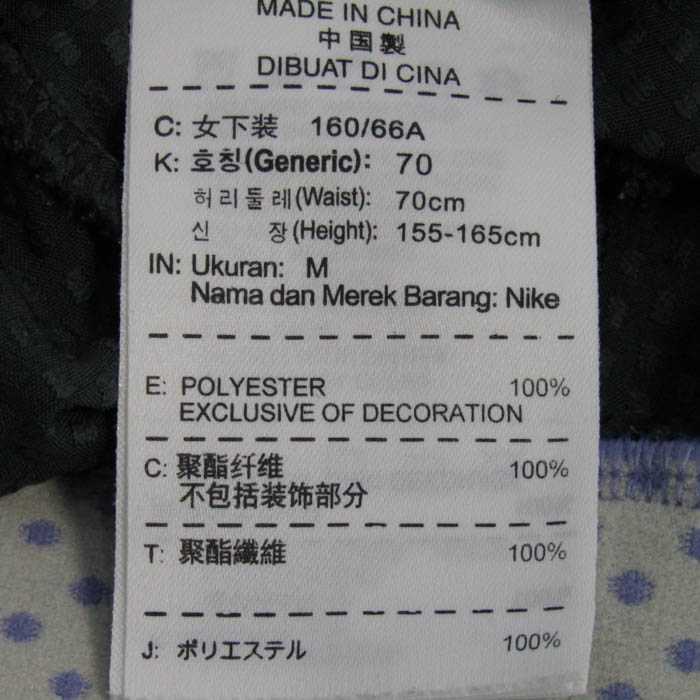 MADE IN CHINA
中国製
DIBUAT DI CINA
C: 女下装 160/66A
K: 호칭(Generic): 70
허리둘레(Waist): 70cm
신 장(Height): 155-165cm
IN: Ukuran: M
Nama dan Merek Barang: Nike
E: POLYESTER 100%
EXCLUSIVE OF DECORATION
C: 聚酯纤维 100%
不包括装饰部分
T: 聚酯纖維 100%
J: ポリエステル 100%